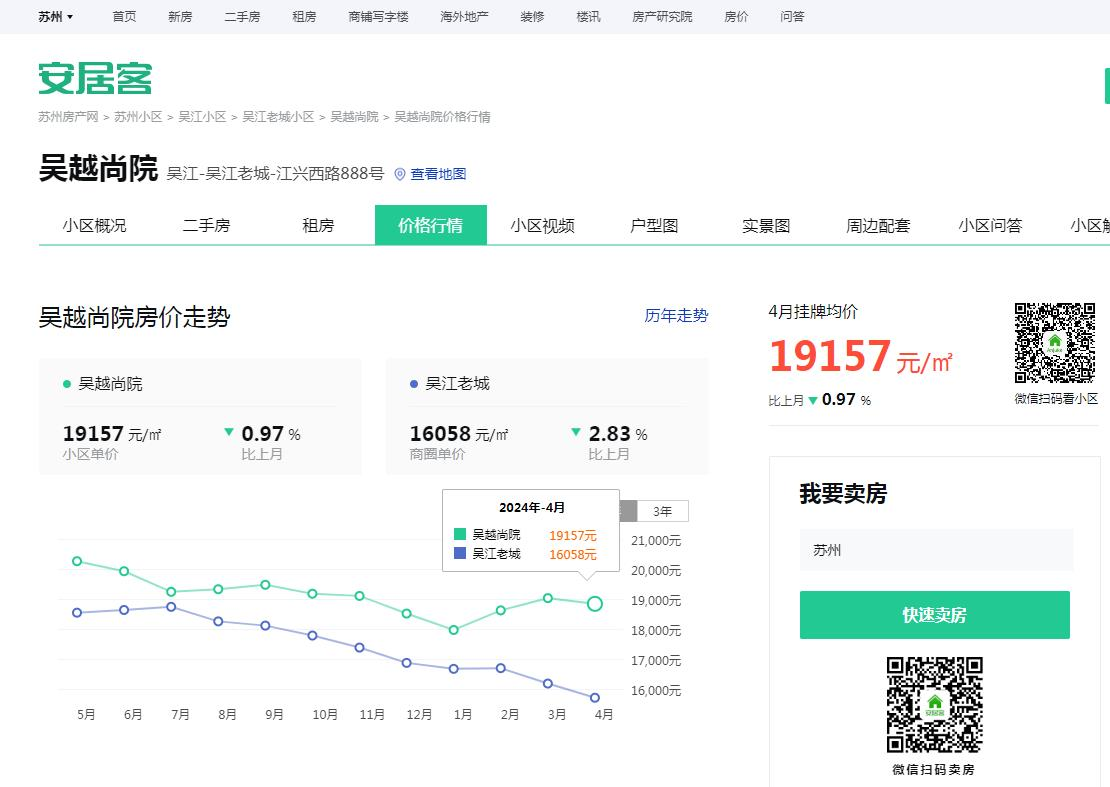 苏州 首页 新房 二手房 租房 商铺写字楼 海外地产 装修 楼讯 房产研究院 房价 问答
安居客
苏州房产网 > 苏州小区 > 吴江小区 > 吴江老城小区 > 吴越尚院 > 吴越尚院价格行情
吴越尚院 吴江-吴江老城-江兴西路888号 查看地图
小区概况 二手房 租房 价格行情 小区视频 户型图 实景图 周边配套 小区问答 小区
吴越尚院房价走势 历年走势
吴越尚院
19157 元/㎡ 0.97 %
小区单价 比上月
吴江老城
16058 元/㎡ 2.83 %
商圈单价 比上月
2024年-4月
吴越尚院 19157元
吴江老城 16058元
3年
21,000元
20,000元
19,000元
18,000元
17,000元
16,000元
5月 6月 7月 8月 9月 10月 11月 12月 1月 2月 3月 4月
4月挂牌均价
19157 元/㎡
比上月 0.97 %
微信扫码看小区
我要卖房
苏州
快速卖房
安居客
微信扫码卖房